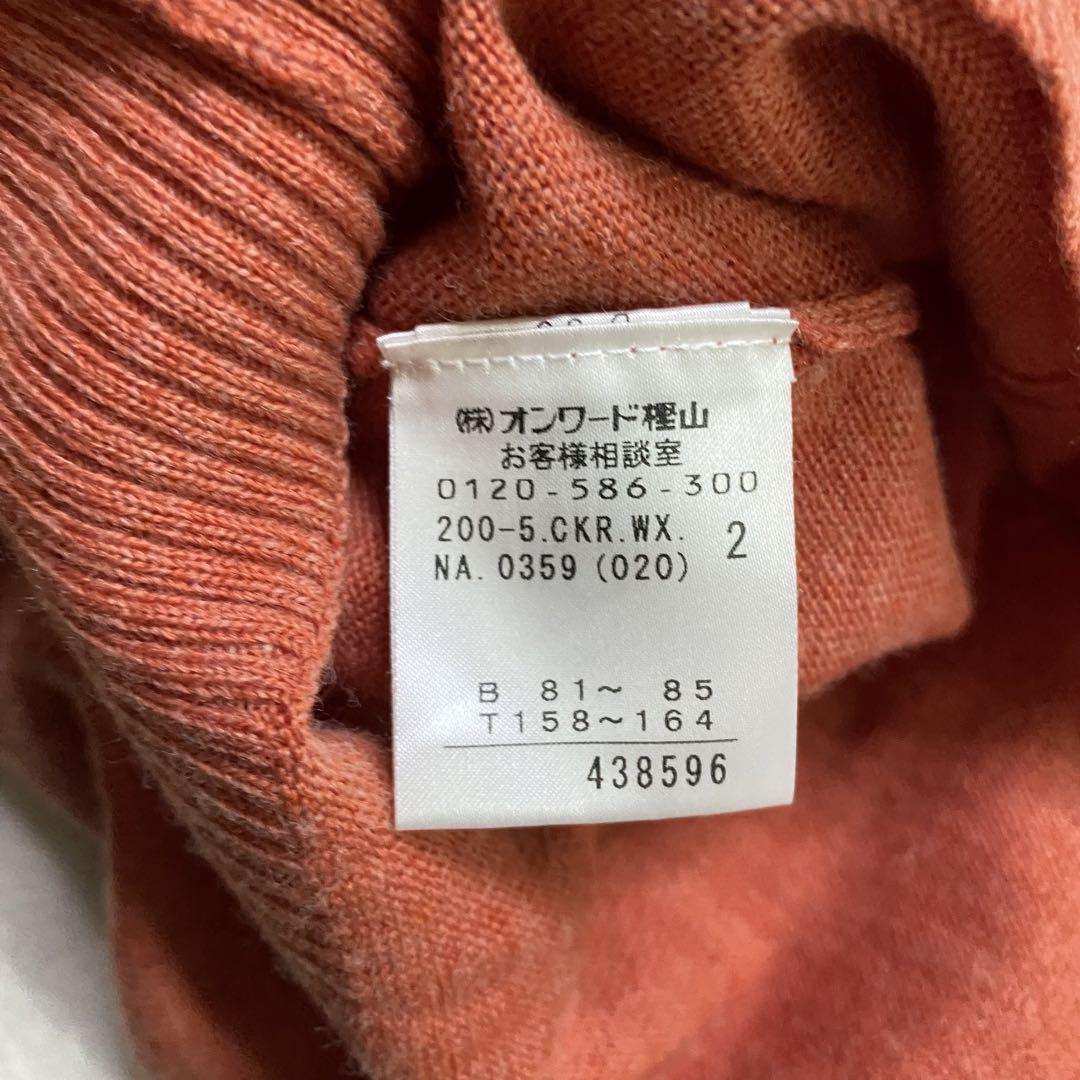 (株)オンワード樫山
お客様相談室
0120-586-300
200-5.CKR.WX. 2
NA. 0359 (020)
B 81~ 85
T158~164
438596